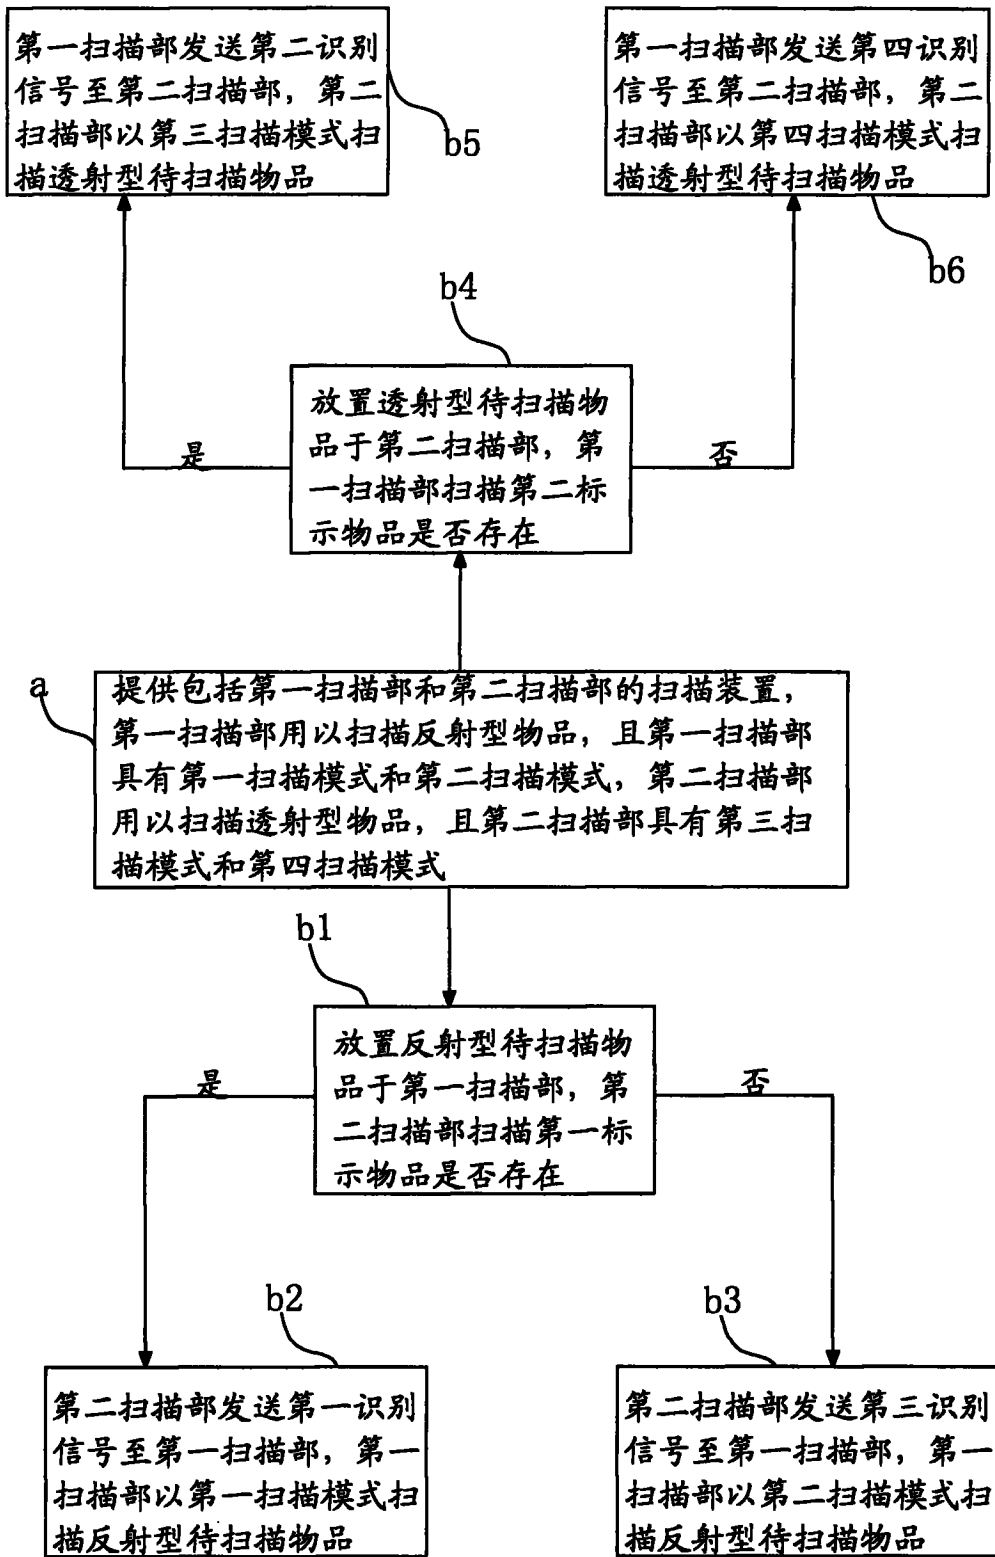 第一扫描部发送第二识别
信号至第二扫描部，第二
扫描部以第三扫描模式扫
描透射型待扫描物品
b5
第一扫描部发送第四识别
信号至第二扫描部，第二
扫描部以第四扫描模式扫
描透射型待扫描物品
b6
b4
放置透射型待扫描物
品于第二扫描部，第
一扫描部扫描第二标
示物品是否存在
是
否
a
提供包括第一扫描部和第二扫描部的扫描装置，
第一扫描部用以扫描反射型物品，且第一扫描部
具有第一扫描模式和第二扫描模式，第二扫描部
用以扫描透射型物品，且第二扫描部具有第三扫
描模式和第四扫描模式
b1
放置反射型待扫描物
品于第一扫描部，第
二扫描部扫描第一标
示物品是否存在
是
否
b2
第二扫描部发送第一识别
信号至第一扫描部，第一
扫描部以第一扫描模式扫
描反射型待扫描物品
b3
第二扫描部发送第三识别
信号至第一扫描部，第一
扫描部以第二扫描模式扫
描反射型待扫描物品